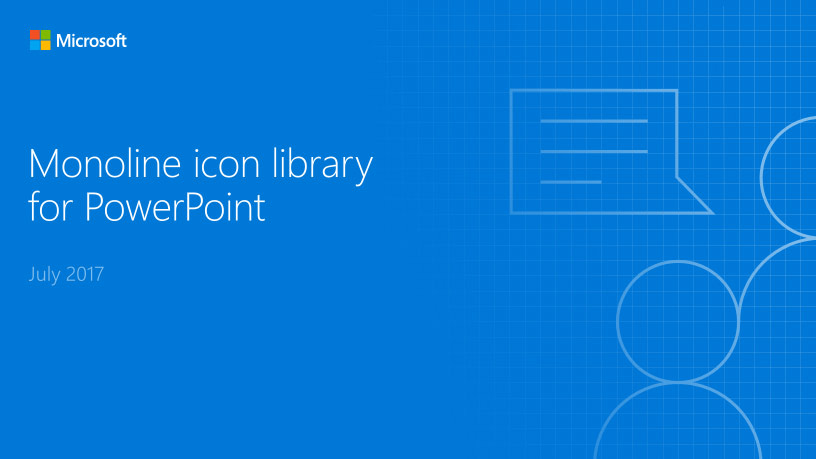 Microsoft
Monoline icon library
for PowerPoint
July 2017